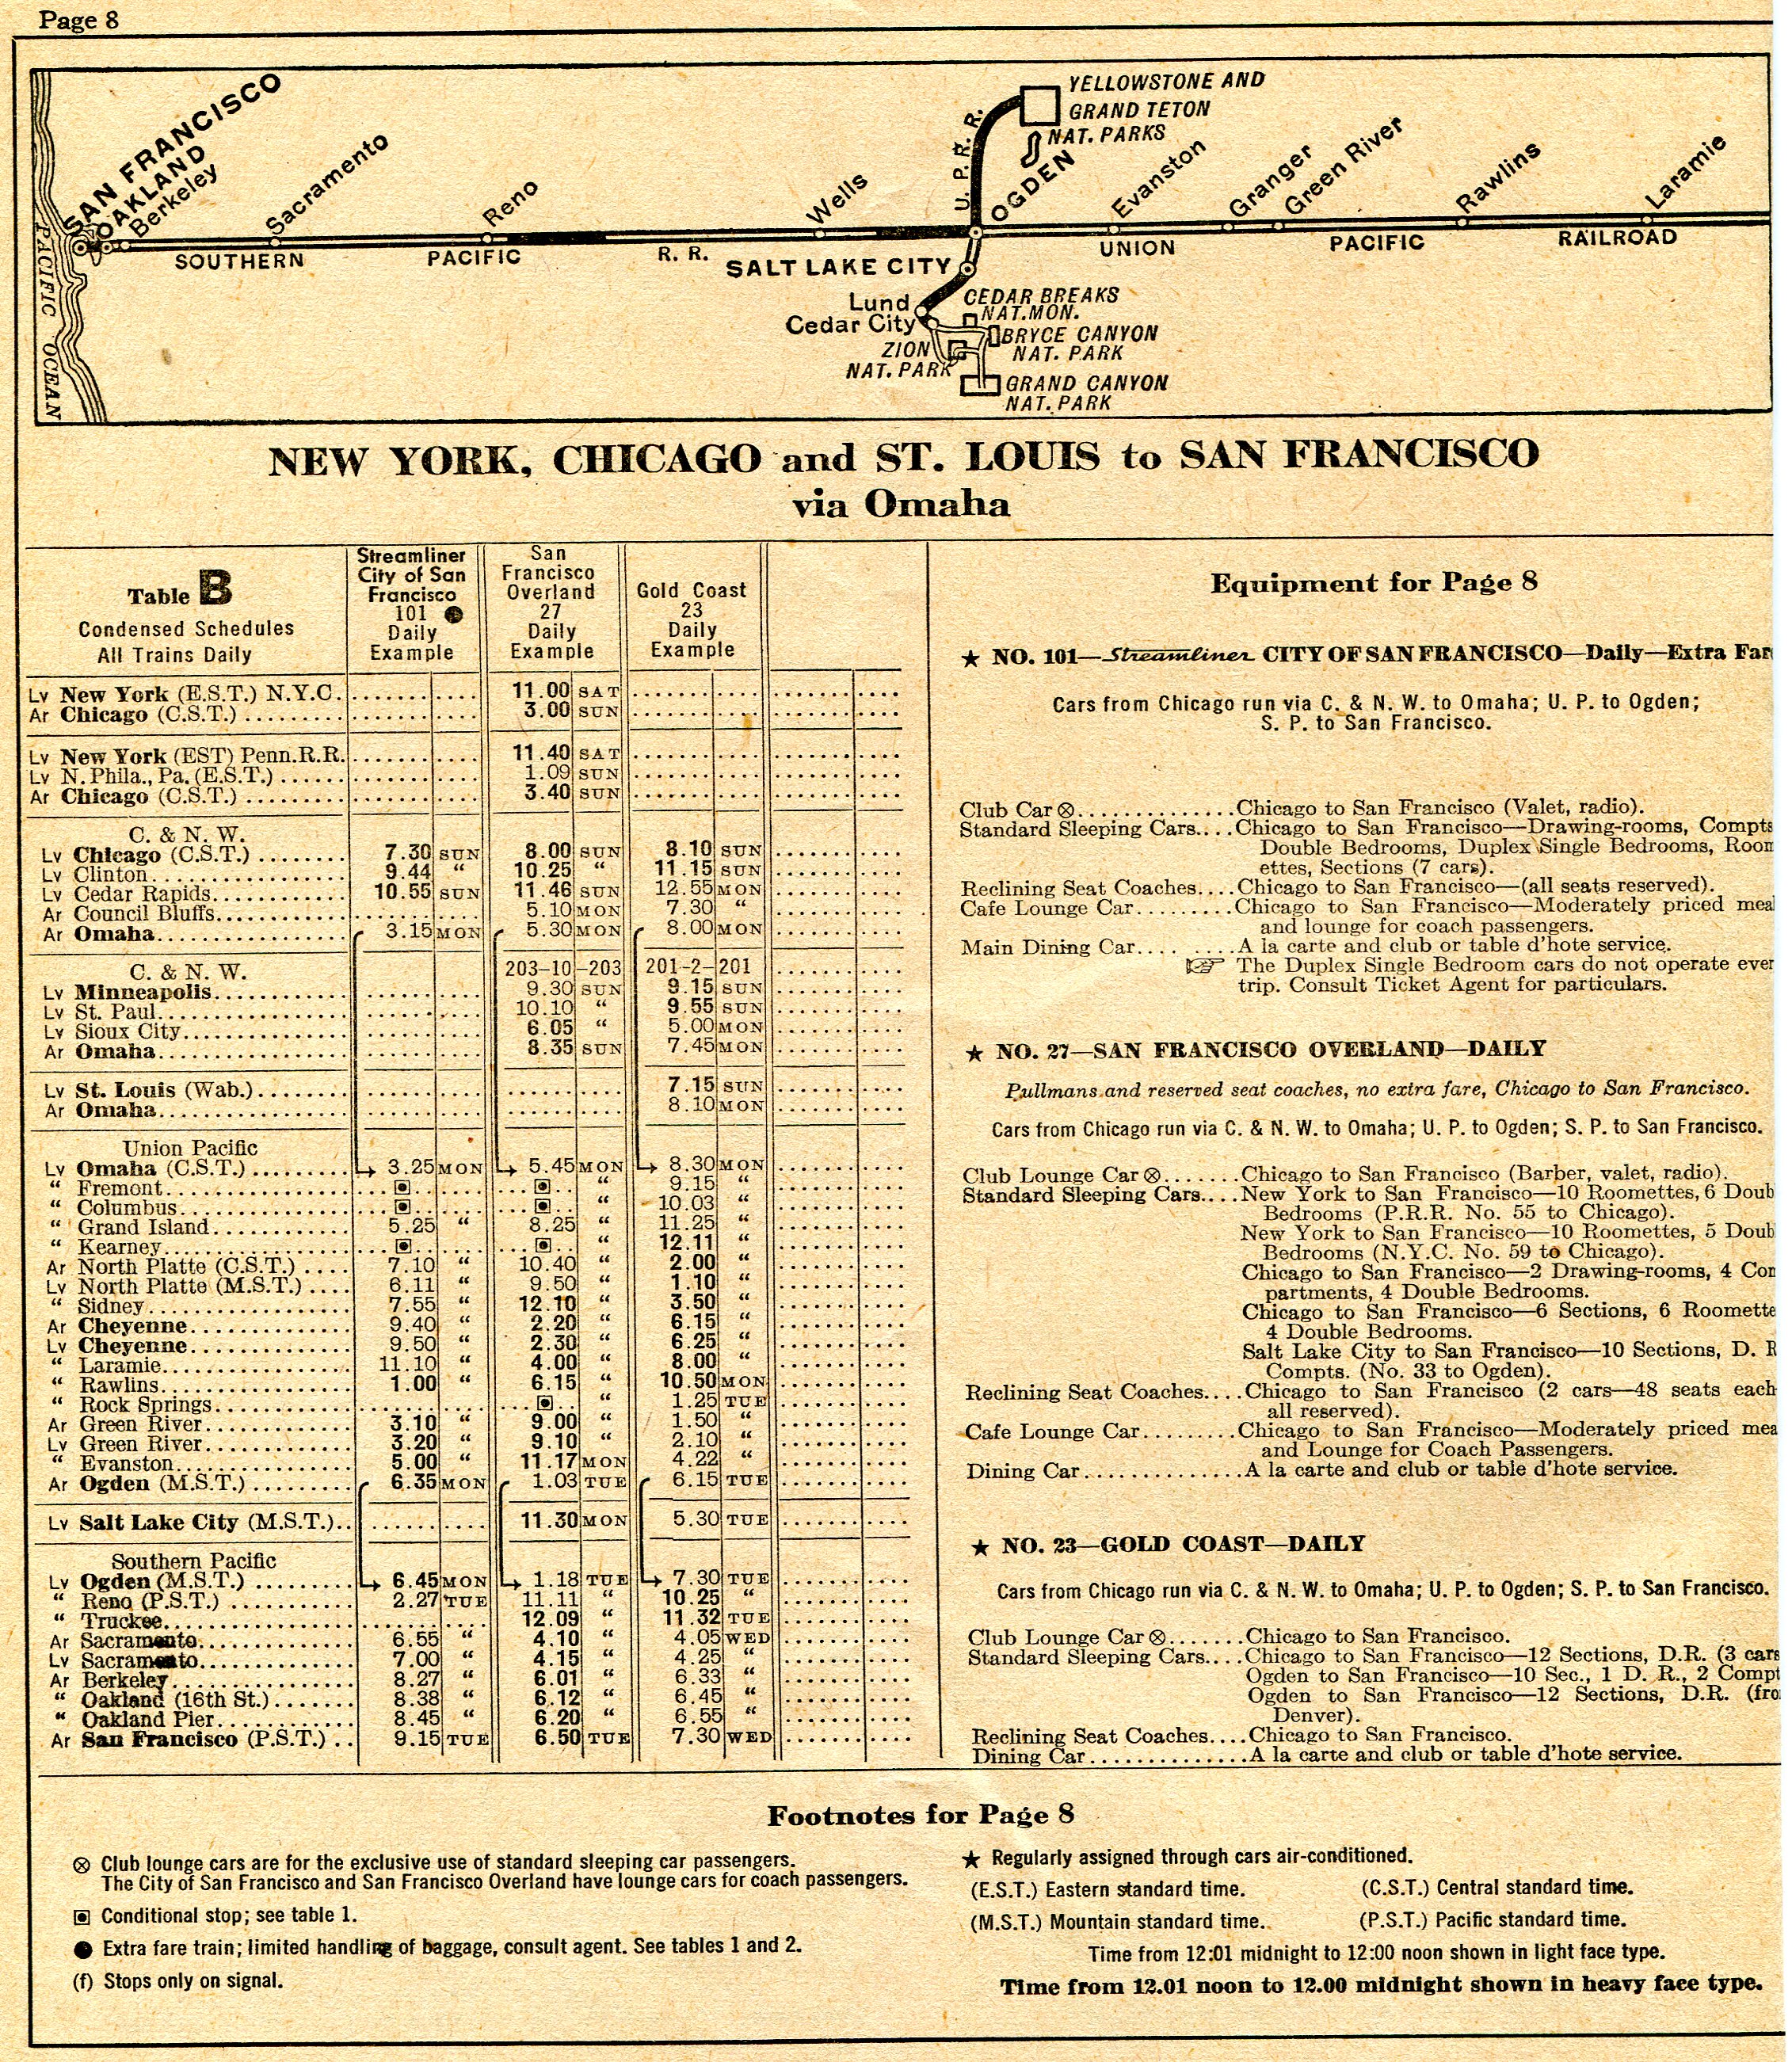 Page 8
SAN FRANCISCO
OAKLAND
Berkeley
Sacramento
Reno
Wells
U. P. R. R.
OGDEN
YELLOWSTONE AND
GRAND TETON
NAT. PARKS
Evanston
Granger
Green River
Rawlins
Laramie
SOUTHERN PACIFIC R. R.
UNION PACIFIC RAILROAD
PACIFIC OCEAN
SALT LAKE CITY
Lund
Cedar City
CEDAR BREAKS
NAT. MON.
BRYCE CANYON
NAT. PARK
ZION
NAT. PARK
GRAND CANYON
NAT. PARK
NEW YORK, CHICAGO and ST. LOUIS to SAN FRANCISCO
via Omaha
Table B
Condensed Schedules
All Trains Daily
Streamliner
City of San
Francisco
101 ●
Daily
Example
San
Francisco
Overland
27
Daily
Example
Gold Coast
23
Daily
Example
Lv New York (E.S.T.) N.Y.C. 11.00 SAT
Ar Chicago (C.S.T.) 3.00 SUN
Lv New York (EST) Penn.R.R. 11.40 SAT
Lv N. Phila., Pa. (E.S.T.) 1.09 SUN
Ar Chicago (C.S.T.) 3.40 SUN
C. & N. W.
Lv Chicago (C.S.T.) 7.30 SUN 8.00 SUN 8.10 SUN
Lv Clinton 9.44 “ 10.25 “ 11.15 SUN
Lv Cedar Rapids 10.55 SUN 11.46 SUN 12.55 MON
Ar Council Bluffs 5.10 MON 7.30 “
Ar Omaha 3.15 MON 5.30 MON 8.00 MON
C. & N. W. 203-10-203 201-2-201
Lv Minneapolis 9.30 SUN 9.15 SUN
Lv St. Paul 10.10 “ 9.55 SUN
Lv Sioux City 6.05 “ 5.00 MON
Ar Omaha 8.35 SUN 7.45 MON
Lv St. Louis (Wab.) 7.15 SUN
Ar Omaha 8.10 MON
Union Pacific
Lv Omaha (C.S.T.) 3.25 MON 5.45 MON 8.30 MON
“ Fremont ▣ ▣ “ 9.15 “
“ Columbus ▣ ▣ “ 10.03 “
“ Grand Island 5.25 “ 8.25 “ 11.25 “
“ Kearney ▣ ▣ “ 12.11 “
Ar North Platte (C.S.T.) 7.10 “ 10.40 “ 2.00 “
Lv North Platte (M.S.T.) 6.11 “ 9.50 “ 1.10 “
“ Sidney 7.55 “ 12.10 “ 3.50 “
Ar Cheyenne 9.40 “ 2.20 “ 6.15 “
Lv Cheyenne 9.50 “ 2.30 “ 6.25 “
“ Laramie 11.10 “ 4.00 “ 8.00 “
“ Rawlins 1.00 “ 6.15 “ 10.50 MON
“ Rock Springs ▣ “ 1.25 TUE
Ar Green River 3.10 “ 9.00 “ 1.50 “
Lv Green River 3.20 “ 9.10 “ 2.10 “
“ Evanston 5.00 “ 11.17 MON 4.22 “
Ar Ogden (M.S.T.) 6.35 MON 1.03 TUE 6.15 TUE
Lv Salt Lake City (M.S.T.) 11.30 MON 5.30 TUE
Southern Pacific
Lv Ogden (M.S.T.) 6.45 MON 1.18 TUE 7.30 TUE
“ Reno (P.S.T.) 2.27 TUE 11.11 “ 10.25 “
“ Truckee 12.09 “ 11.32 TUE
Ar Sacramento 6.55 “ 4.10 “ 4.05 WED
Lv Sacramento 7.00 “ 4.15 “ 4.25 “
Ar Berkeley 8.27 “ 6.01 “ 6.33 “
“ Oakland (16th St.) 8.38 “ 6.12 “ 6.45 “
“ Oakland Pier 8.45 “ 6.20 “ 6.55 “
Ar San Francisco (P.S.T.) 9.15 TUE 6.50 TUE 7.30 WED
Equipment for Page 8
★ NO. 101—Streamliner CITY OF SAN FRANCISCO—Daily—Extra Far
Cars from Chicago run via C. & N. W. to Omaha; U. P. to Ogden;
S. P. to San Francisco.
Club Car ⊗ Chicago to San Francisco (Valet, radio).
Standard Sleeping Cars.... Chicago to San Francisco—Drawing-rooms, Compts
Double Bedrooms, Duplex Single Bedrooms, Room
ettes, Sections (7 cars).
Reclining Seat Coaches.... Chicago to San Francisco—(all seats reserved).
Cafe Lounge Car......... Chicago to San Francisco—Moderately priced meal
and lounge for coach passengers.
Main Dining Car.... ..... A la carte and club or table d'hote service.
☞ The Duplex Single Bedroom cars do not operate ever
trip. Consult Ticket Agent for particulars.
★ NO. 27—SAN FRANCISCO OVERLAND—DAILY
Pullmans and reserved seat coaches, no extra fare, Chicago to San Francisco.
Cars from Chicago run via C. & N. W. to Omaha; U. P. to Ogden; S. P. to San Francisco.
Club Lounge Car ⊗....... Chicago to San Francisco (Barber, valet, radio).
Standard Sleeping Cars.... New York to San Francisco—10 Roomettes, 6 Doub
Bedrooms (P.R.R. No. 55 to Chicago).
New York to San Francisco—10 Roomettes, 5 Doub
Bedrooms (N.Y.C. No. 59 to Chicago).
Chicago to San Francisco—2 Drawing-rooms, 4 Com
partments, 4 Double Bedrooms.
Chicago to San Francisco—6 Sections, 6 Roomette
4 Double Bedrooms.
Salt Lake City to San Francisco—10 Sections, D. R
Compts. (No. 33 to Ogden).
Reclining Seat Coaches.... Chicago to San Francisco (2 cars—48 seats each
all reserved).
Cafe Lounge Car......... Chicago to San Francisco—Moderately priced mea
and Lounge for Coach Passengers.
Dining Car.............. A la carte and club or table d'hote service.
★ NO. 23—GOLD COAST—DAILY
Cars from Chicago run via C. & N. W. to Omaha; U. P. to Ogden; S. P. to San Francisco.
Club Lounge Car ⊗....... Chicago to San Francisco.
Standard Sleeping Cars.... Chicago to San Francisco—12 Sections, D.R. (3 cars
Ogden to San Francisco—10 Sec., 1 D. R., 2 Compt
Ogden to San Francisco—12 Sections, D.R. (fro
Denver).
Reclining Seat Coaches.... Chicago to San Francisco.
Dining Car.............. A la carte and club or table d'hote service.
Footnotes for Page 8
⊗ Club lounge cars are for the exclusive use of standard sleeping car passengers.
The City of San Francisco and San Francisco Overland have lounge cars for coach passengers.
▣ Conditional stop; see table 1.
● Extra fare train; limited handling of baggage, consult agent. See tables 1 and 2.
(f) Stops only on signal.
★ Regularly assigned through cars air-conditioned.
(E.S.T.) Eastern standard time. (C.S.T.) Central standard time.
(M.S.T.) Mountain standard time. (P.S.T.) Pacific standard time.
Time from 12:01 midnight to 12:00 noon shown in light face type.
Time from 12.01 noon to 12.00 midnight shown in heavy face type.